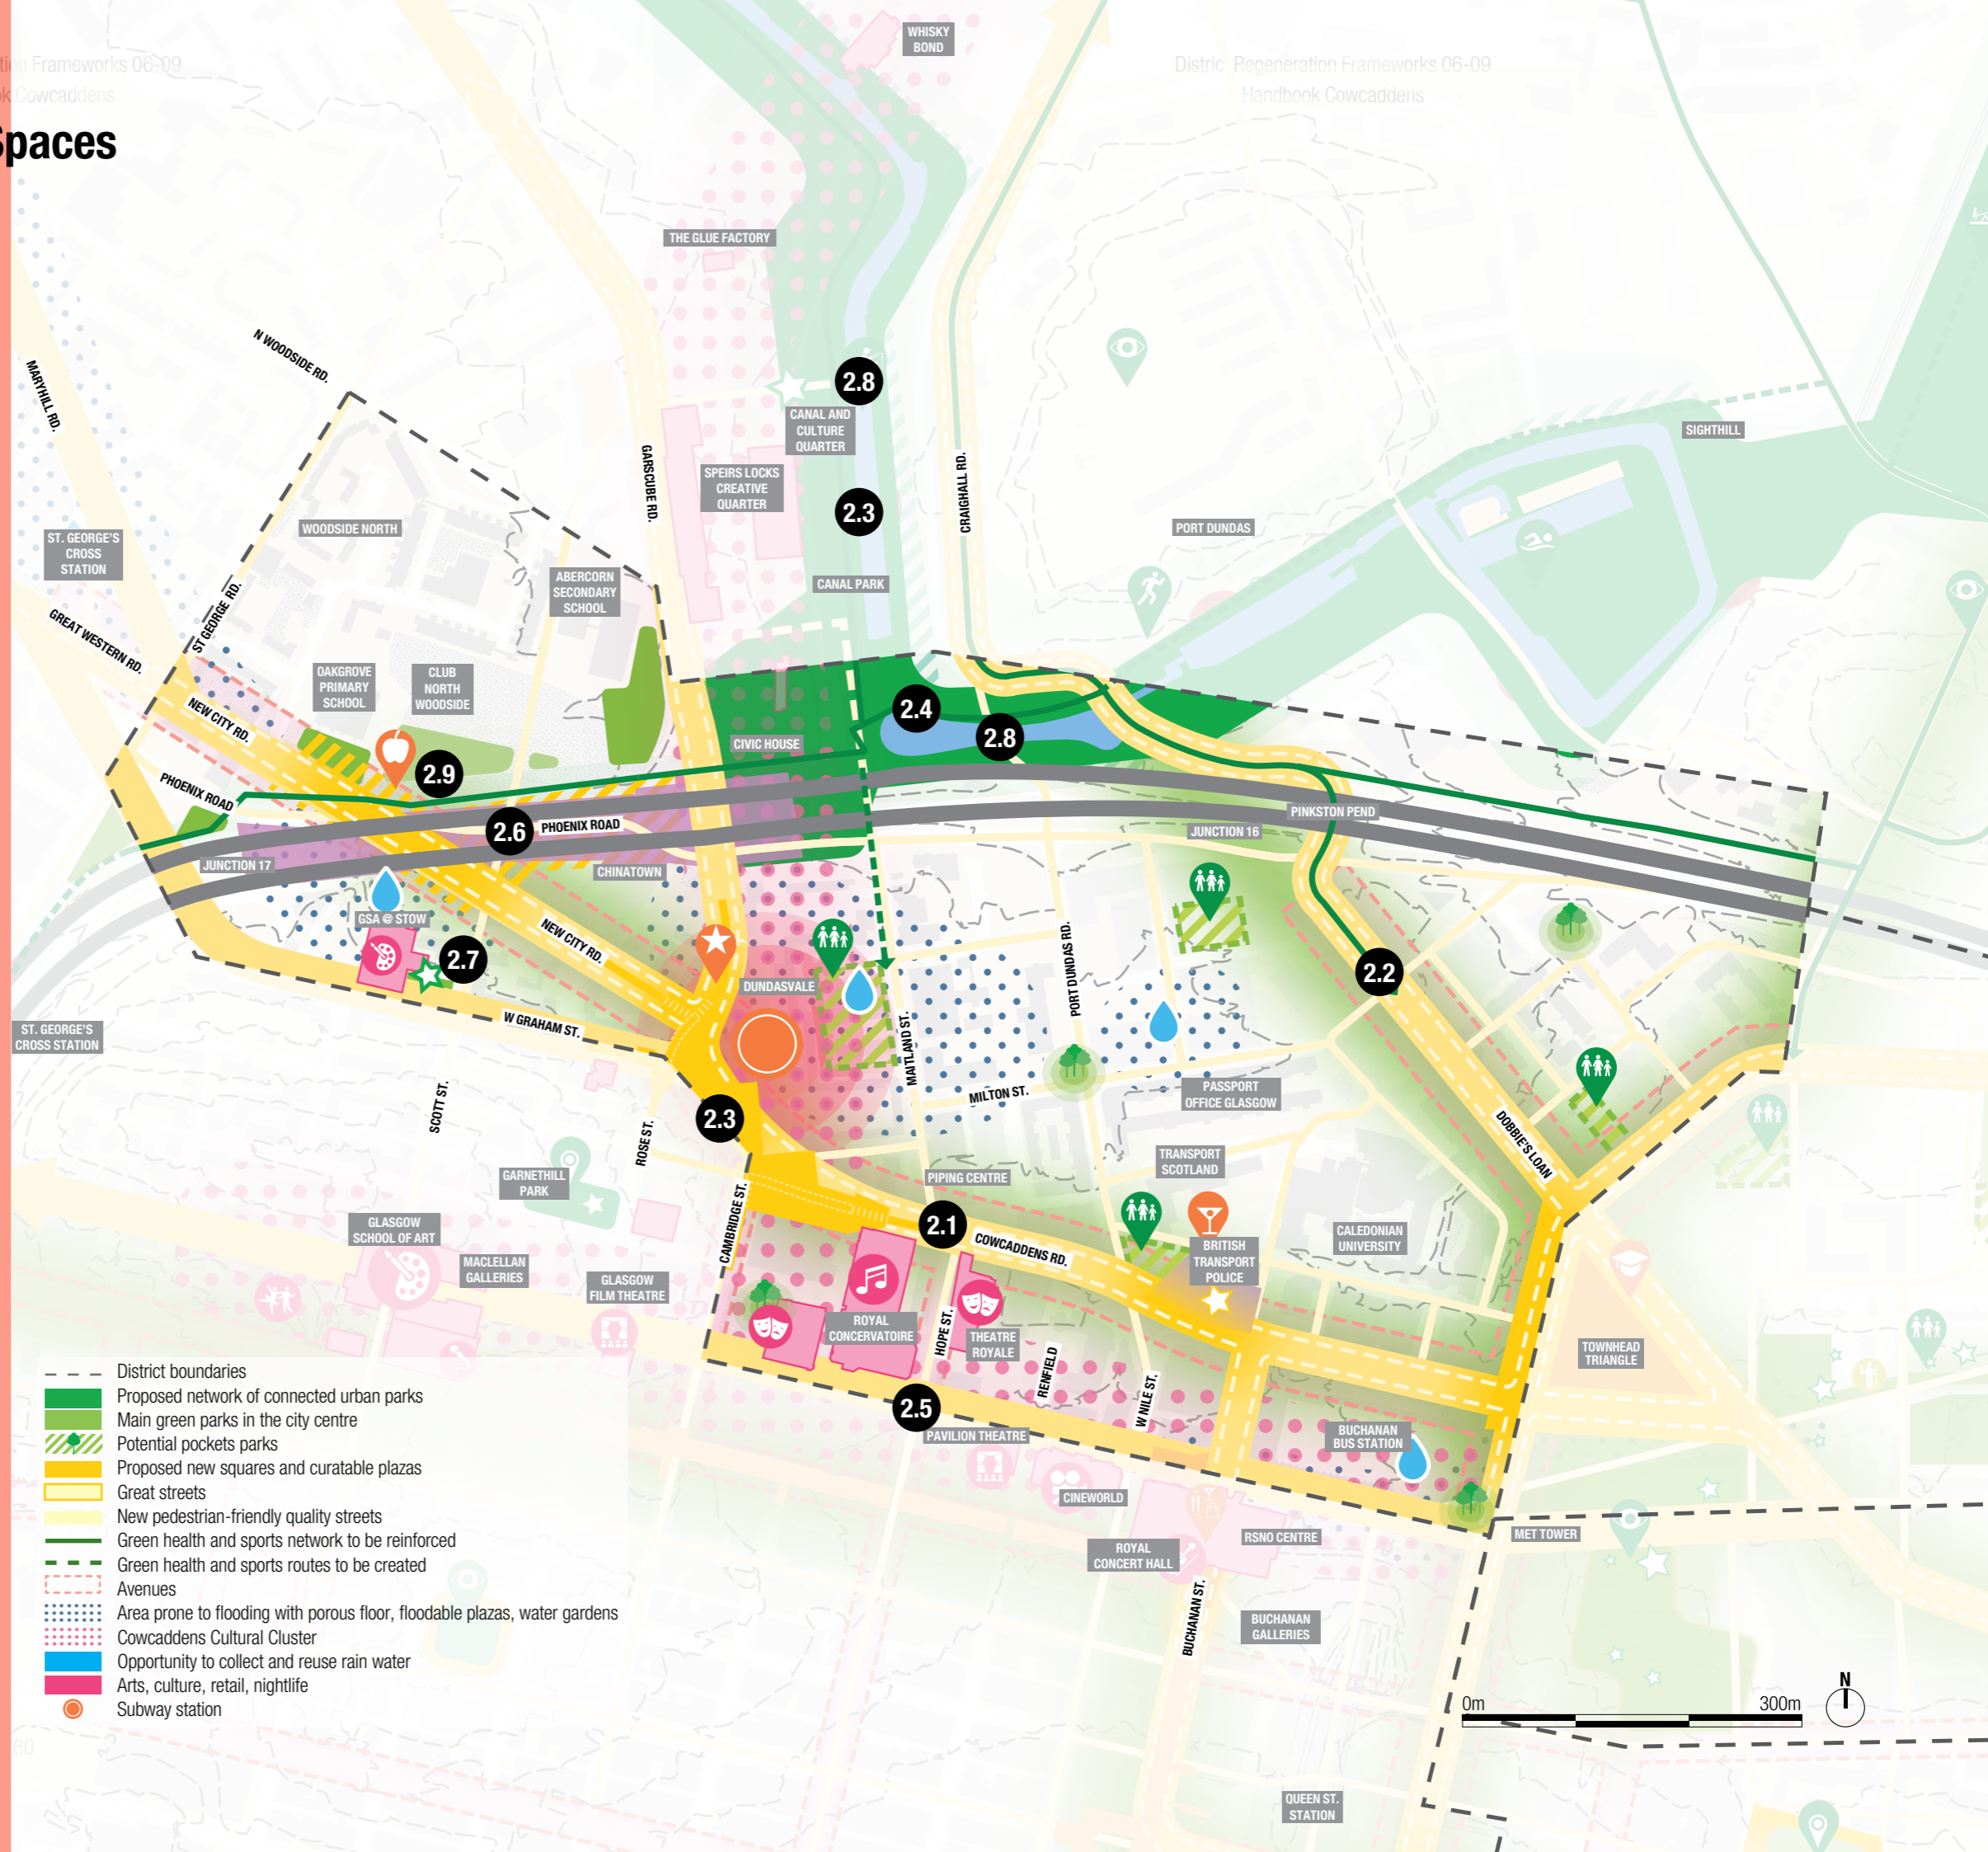 tion Frameworks 06-09
k Cowcaddens
Spaces
District Regeneration Frameworks 06-09
Handbook Cowcaddens
WHISKY
BOND
THE GLUE FACTORY
N WOODSIDE RD.
MARYHILL RD.
2.8
CANAL AND
CULTURE
QUARTER
SIGHTHILL
GARSCUBE RD.
SPEIRS LOCKS
CREATIVE
QUARTER
CRAIGHALL RD.
2.3
WOODSIDE NORTH
PORT DUNDAS
ST. GEORGE'S
CROSS
STATION
ABERCORN
SECONDARY
SCHOOL
CANAL PARK
ST GEORGE RD.
GREAT WESTERN RD.
OAKGROVE
PRIMARY
SCHOOL
CLUB
NORTH
WOODSIDE
NEW CITY RD.
2.4
2.8
CIVIC HOUSE
2.9
PHOENIX ROAD
2.6
PHOENIX ROAD
PINKSTON PEND
JUNCTION 16
JUNCTION 17
CHINATOWN
GSA @ STOW
NEW CITY RD.
2.7
DUNDASVALE
PORT DUNDAS RD.
2.2
W GRAHAM ST.
ST. GEORGE'S
CROSS STATION
MAITLAND ST.
SCOTT ST.
MILTON ST.
PASSPORT
OFFICE GLASGOW
2.3
ROSE ST.
DOBBIE'S LOAN
TRANSPORT
SCOTLAND
GARNETHILL
PARK
PIPING CENTRE
CAMBRIDGE ST.
2.1
COWCADDENS RD.
GLASGOW
SCHOOL OF ART
CALEDONIAN
UNIVERSITY
BRITISH
TRANSPORT
POLICE
MACLELLAN
GALLERIES
GLASGOW
FILM THEATRE
ROYAL
CONCERVATOIRE
HOPE ST.
THEATRE
ROYALE
RENFIELD
W NILE ST.
TOWNHEAD
TRIANGLE
2.5
PAVILION THEATRE
BUCHANAN
BUS STATION
CINEWORLD
RSNO CENTRE
MET TOWER
ROYAL
CONCERT HALL
BUCHANAN ST.
BUCHANAN
GALLERIES
QUEEN ST.
STATION
District boundaries
Proposed network of connected urban parks
Main green parks in the city centre
Potential pockets parks
Proposed new squares and curatable plazas
Great streets
New pedestrian-friendly quality streets
Green health and sports network to be reinforced
Green health and sports routes to be created
Avenues
Area prone to flooding with porous floor, floodable plazas, water gardens
Cowcaddens Cultural Cluster
Opportunity to collect and reuse rain water
Arts, culture, retail, nightlife
Subway station
0m
300m
N
60